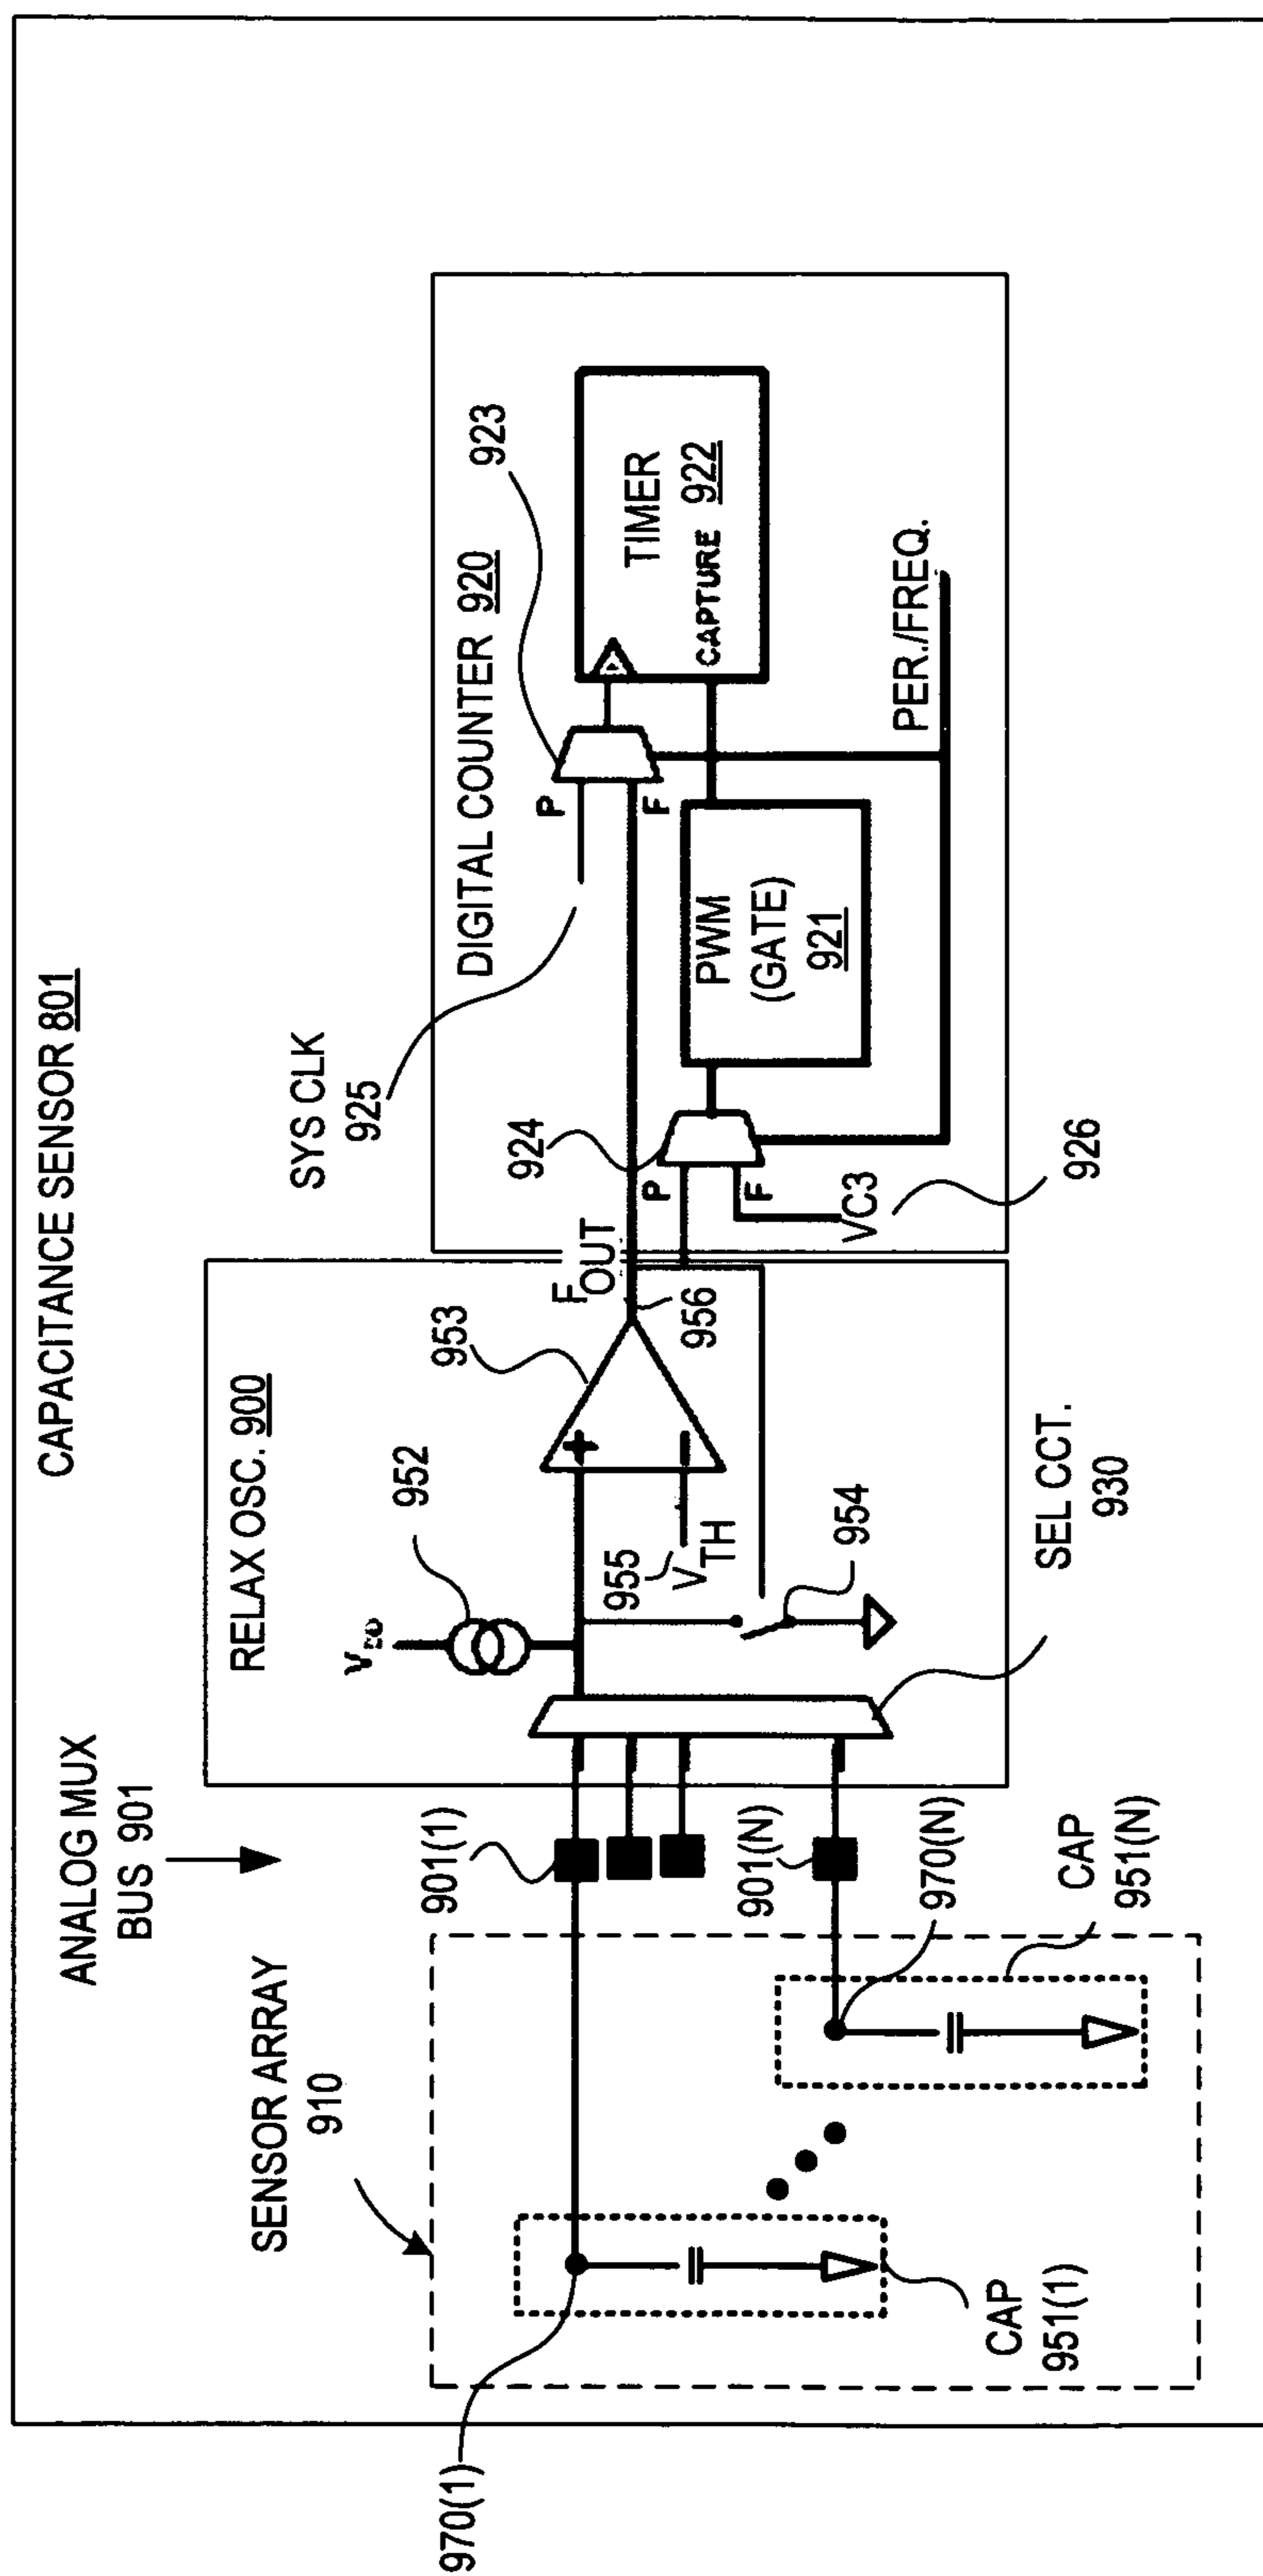 CAPACITANCE SENSOR 801
ANALOG MUX
BUS 901
SENSOR ARRAY
910
970(1)
CAP
951(1)
CAP
951(N)
970(N)
901(1)
901(N)
RELAX OSC. 900
952
953
+
−
955
V TH
954
956
F OUT
SEL CCT.
930
SYS CLK
925
DIGITAL COUNTER 920
923
924
P
F
P
F
VC3
926
PWM
(GATE)
921
TIMER
CAPTURE 922
PER./FREQ.